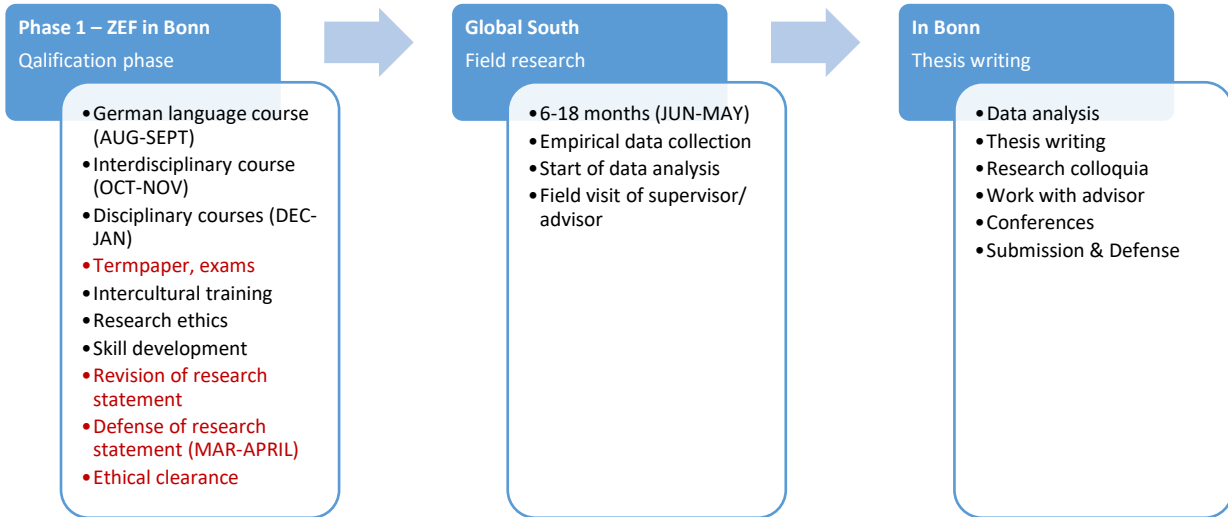 Phase 1 – ZEF in Bonn
Qalification phase
•German language course
(AUG-SEPT)
•Interdisciplinary course
(OCT-NOV)
•Disciplinary courses (DEC-
JAN)
•Termpaper, exams
•Intercultural training
•Research ethics
•Skill development
•Revision of research
statement
•Defense of research
statement (MAR-APRIL)
•Ethical clearance
Global South
Field research
•6-18 months (JUN-MAY)
•Empirical data collection
•Start of data analysis
•Field visit of supervisor/
advisor
In Bonn
Thesis writing
•Data analysis
•Thesis writing
•Research colloquia
•Work with advisor
•Conferences
•Submission & Defense